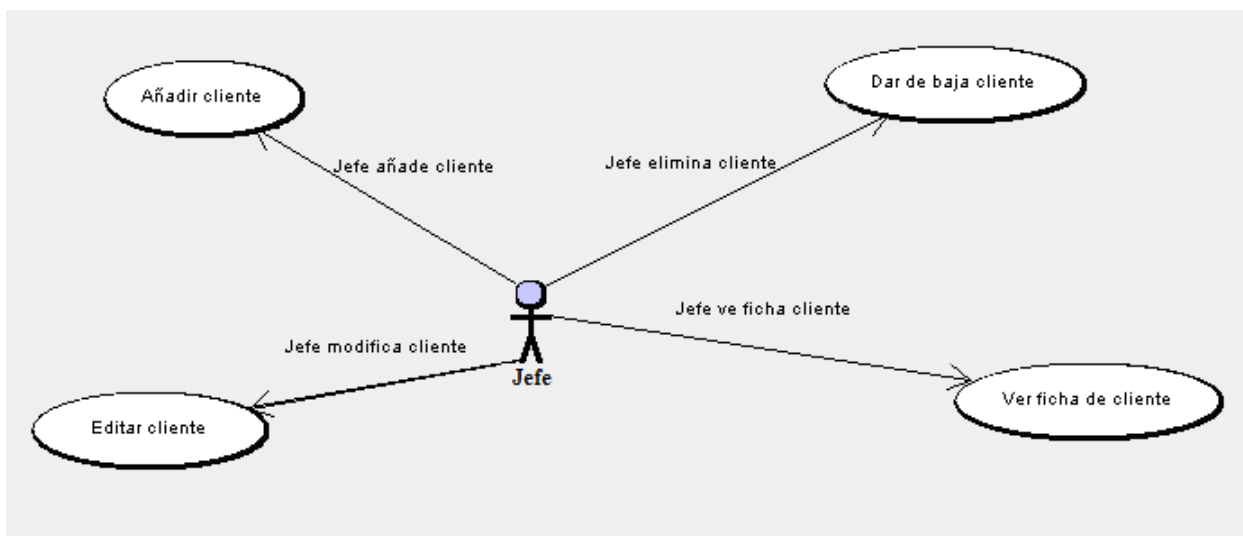 Añadir cliente
Dar de baja cliente
Jefe añade cliente
Jefe elimina cliente
Jefe ve ficha cliente
Jefe modifica cliente
Jefe
Ver ficha de cliente
Editar cliente